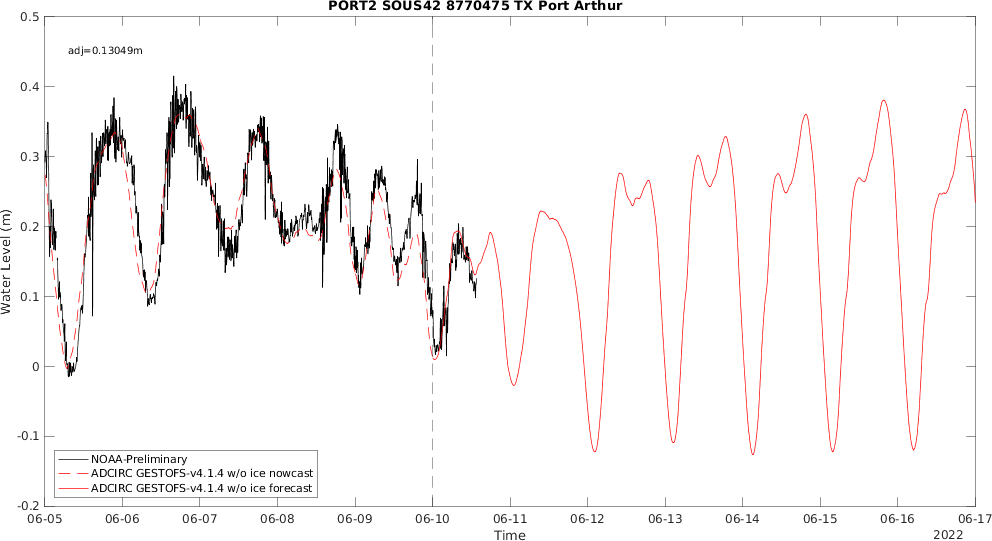 PORT2 SOUS42 8770475 TX Port Arthur
adj=0.13049m
0.5
0.4
0.3
0.2
0.1
0
-0.1
-0.2
Water Level (m)
NOAA-Preliminary
ADCIRC GESTOFS-v4.1.4 w/o ice nowcast
ADCIRC GESTOFS-v4.1.4 w/o ice forecast
06-05 06-06 06-07 06-08 06-09 06-10 06-11 06-12 06-13 06-14 06-15 06-16 06-17
Time
2022